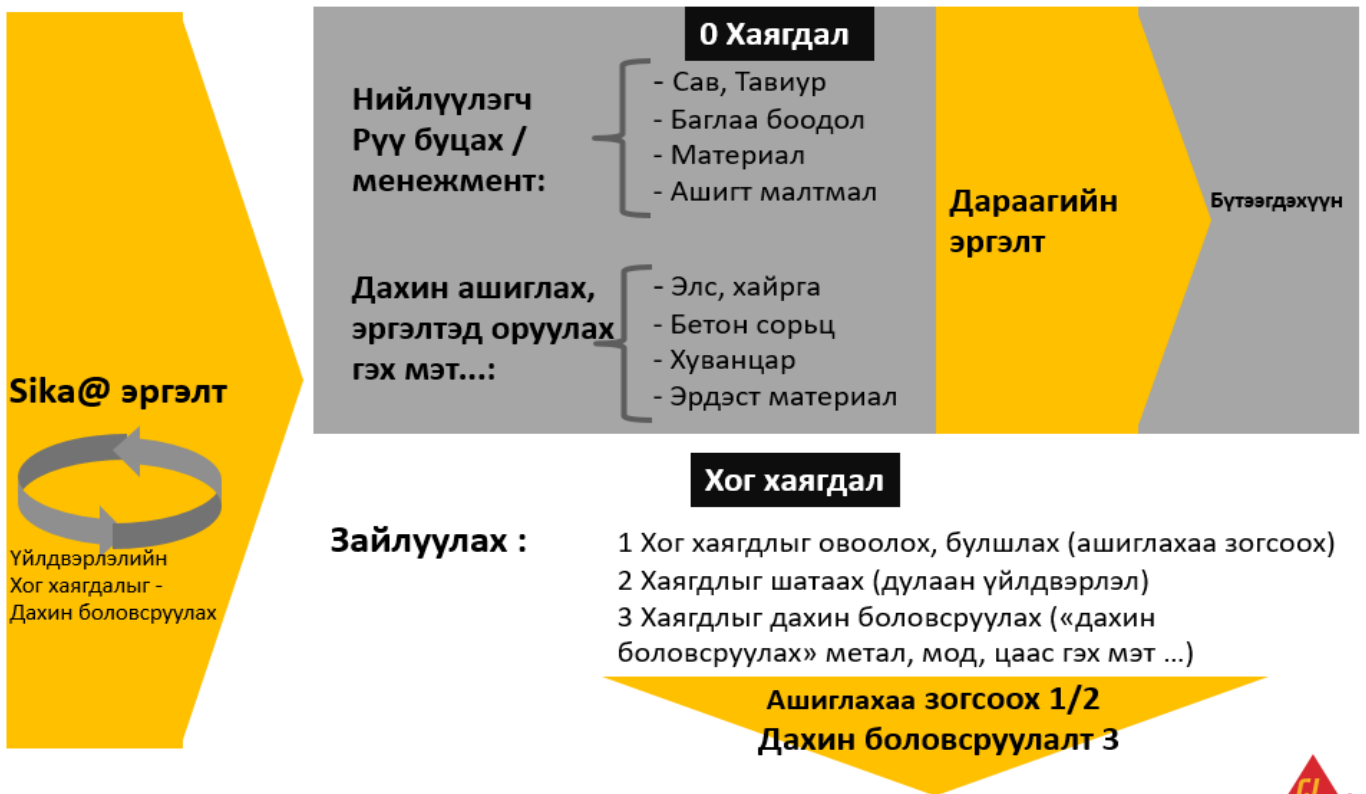 0 Хаягдал
Нийлүүлэгч
Рүү буцах /
менежмент:
- Сав, Тавиур
- Баглаа боодол
- Материал
- Ашигт малтмал
Дахин ашиглах,
эргэлтэд оруулах
гэх мэт...:
- Элс, хайрга
- Бетон сорьц
- Хуванцар
- Эрдэст материал
Дараагийн
эргэлт
Бүтээгдэхүүн
Sika@ эргэлт
Үйлдвэрлэлийн
Хог хаягдалыг -
Дахин боловсруулах
Хог хаягдал
Зайлуулах :
1 Хог хаягдлыг овоолох, булшлах (ашиглахаа зогсоох)
2 Хаягдлыг шатаах (дулаан үйлдвэрлэл)
3 Хаягдлыг дахин боловсруулах («дахин
боловсруулах» метал, мод, цаас гэх мэт ...)
Ашиглахаа зогсоох 1/2
Дахин боловсруулалт 3